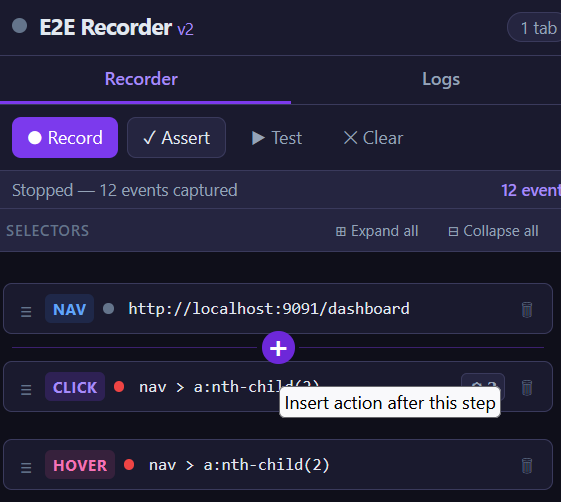 E2E Recorder v2
1 tab
Recorder
Logs
Record
✓ Assert
▶ Test
✕ Clear
Stopped — 12 events captured
12 event
SELECTORS
⊞ Expand all
⊟ Collapse all
NAV
http://localhost:9091/dashboard
+
CLICK
nav > a:nth-child(2)
Insert action after this step
HOVER
nav > a:nth-child(2)